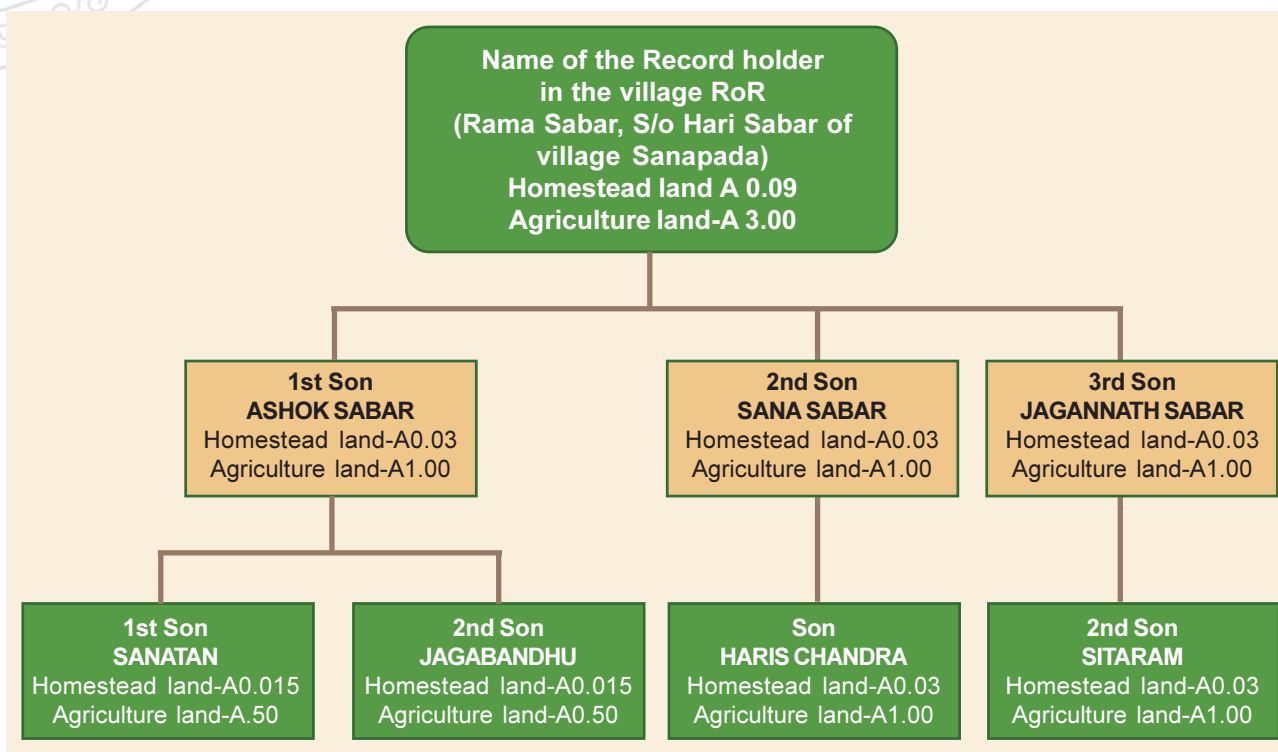 Name of the Record holder
in the village RoR
(Rama Sabar, S/o Hari Sabar of
village Sanapada)
Homestead land A 0.09
Agriculture land-A 3.00
1st Son
ASHOK SABAR
Homestead land-A0.03
Agriculture land-A1.00
2nd Son
SANA SABAR
Homestead land-A0.03
Agriculture land-A1.00
3rd Son
JAGANNATH SABAR
Homestead land-A0.03
Agriculture land-A1.00
1st Son
SANATAN
Homestead land-A0.015
Agriculture land-A.50
2nd Son
JAGABANDHU
Homestead land-A0.015
Agriculture land-A0.50
Son
HARIS CHANDRA
Homestead land-A0.03
Agriculture land-A1.00
2nd Son
SITARAM
Homestead land-A0.03
Agriculture land-A1.00